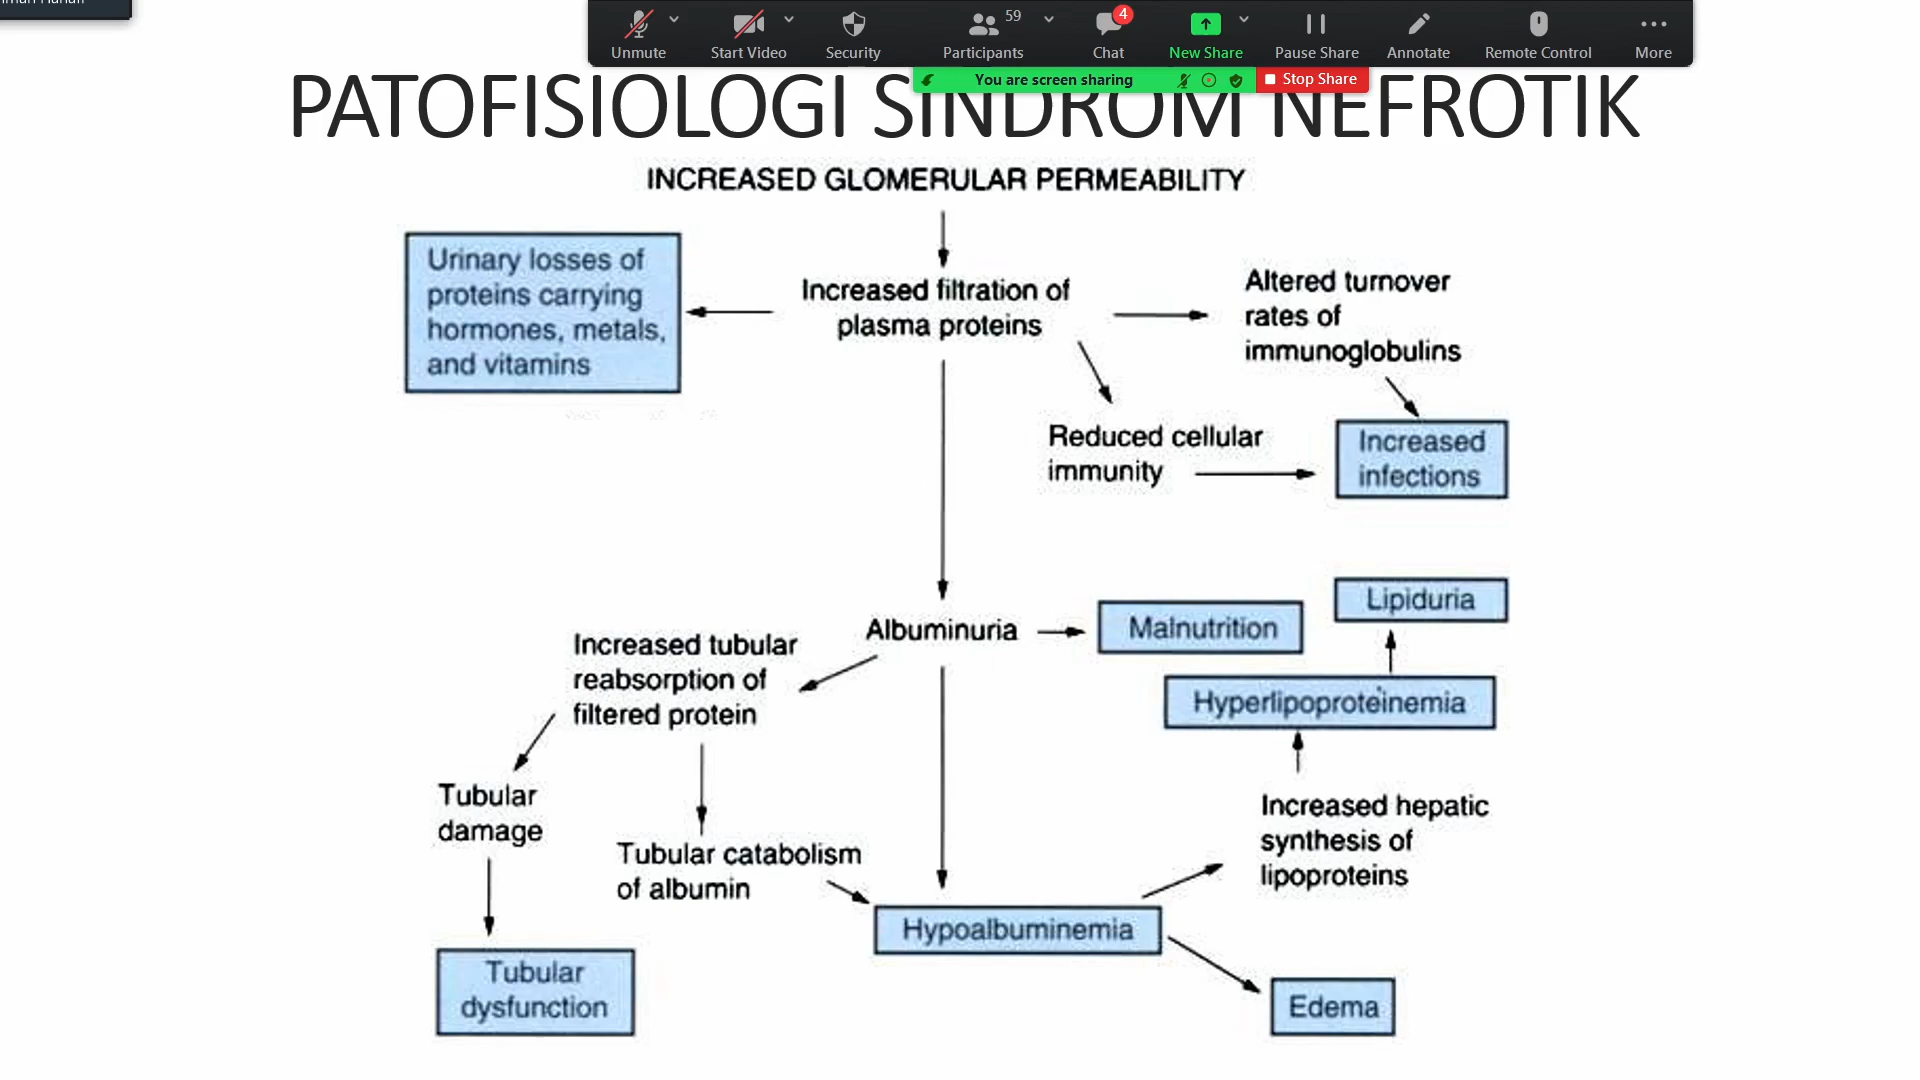 59
4
Unmute
Start Video
Security
Participants
Chat
New Share
Pause Share
Annotate
Remote Control
More
You are screen sharing
Stop Share
PATOFISIOLOGI SINDROM NEFROTIK
INCREASED GLOMERULAR PERMEABILITY
Urinary losses of
proteins carrying
hormones, metals,
and vitamins
Increased filtration of
plasma proteins
Altered turnover
rates of
immunoglobulins
Reduced cellular
immunity
Increased
infections
Albuminuria
Malnutrition
Lipiduria
Hyperlipoproteinemia
Increased tubular
reabsorption of
filtered protein
Tubular
damage
Tubular catabolism
of albumin
Increased hepatic
synthesis of
lipoproteins
Hypoalbuminemia
Tubular
dysfunction
Edema